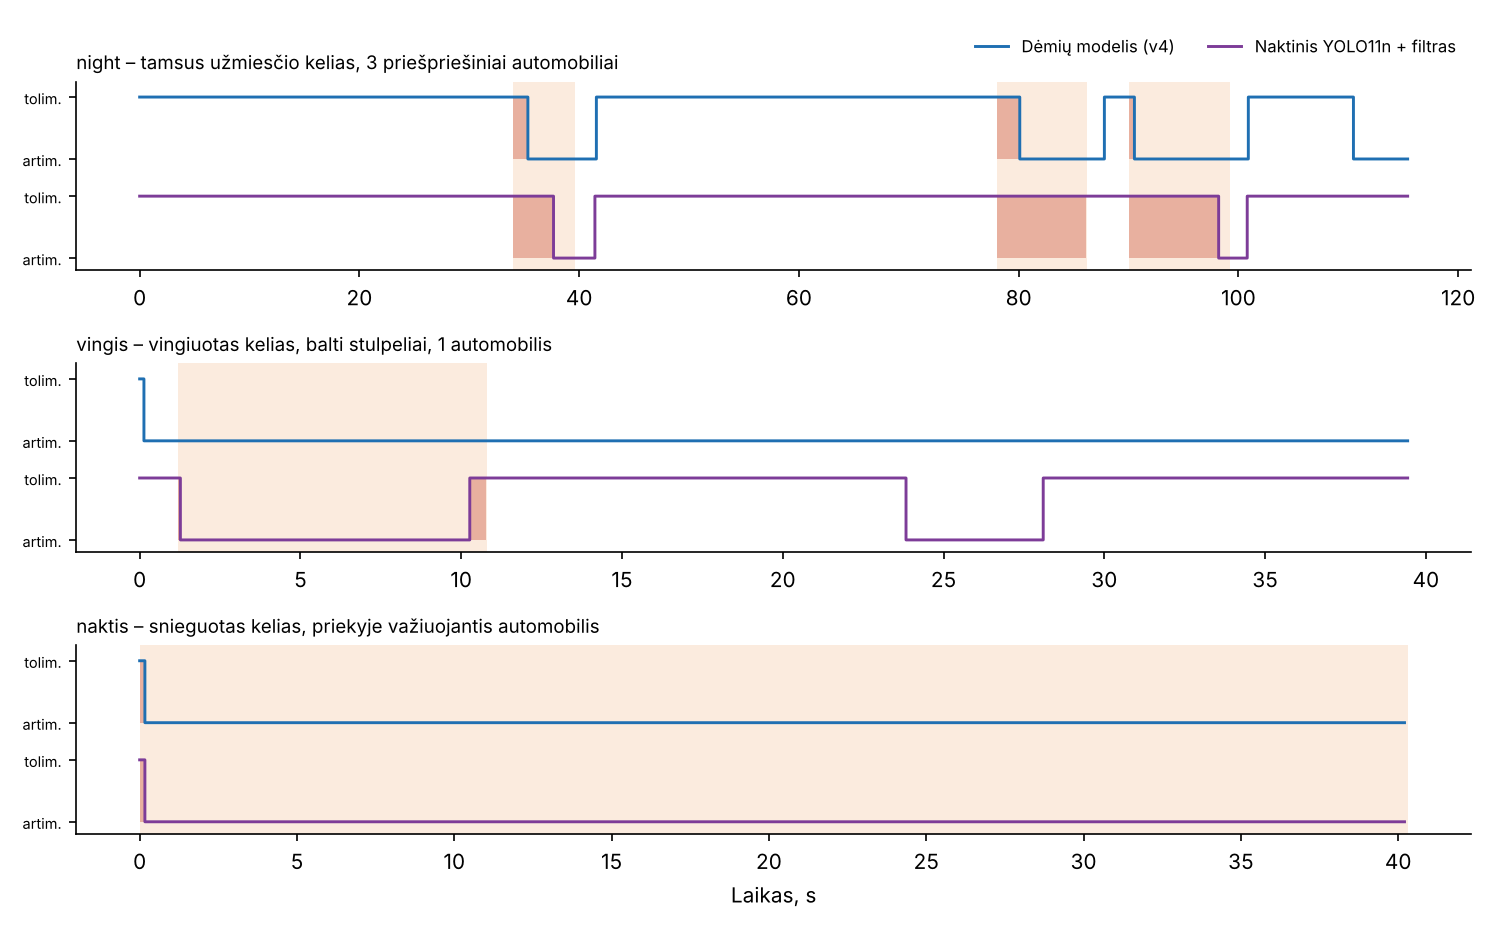 Dėmių modelis (v4) Naktinis YOLO11n + filtras
night – tamsus užmiesčio kelias, 3 priešpriešiniai automobiliai
tolim.
artim.
tolim.
artim.
0 20 40 60 80 100 120
vingis – vingiuotas kelias, balti stulpeliai, 1 automobilis
tolim.
artim.
tolim.
artim.
0 5 10 15 20 25 30 35 40
naktis – snieguotas kelias, priekyje važiuojantis automobilis
tolim.
artim.
tolim.
artim.
0 5 10 15 20 25 30 35 40
Laikas, s